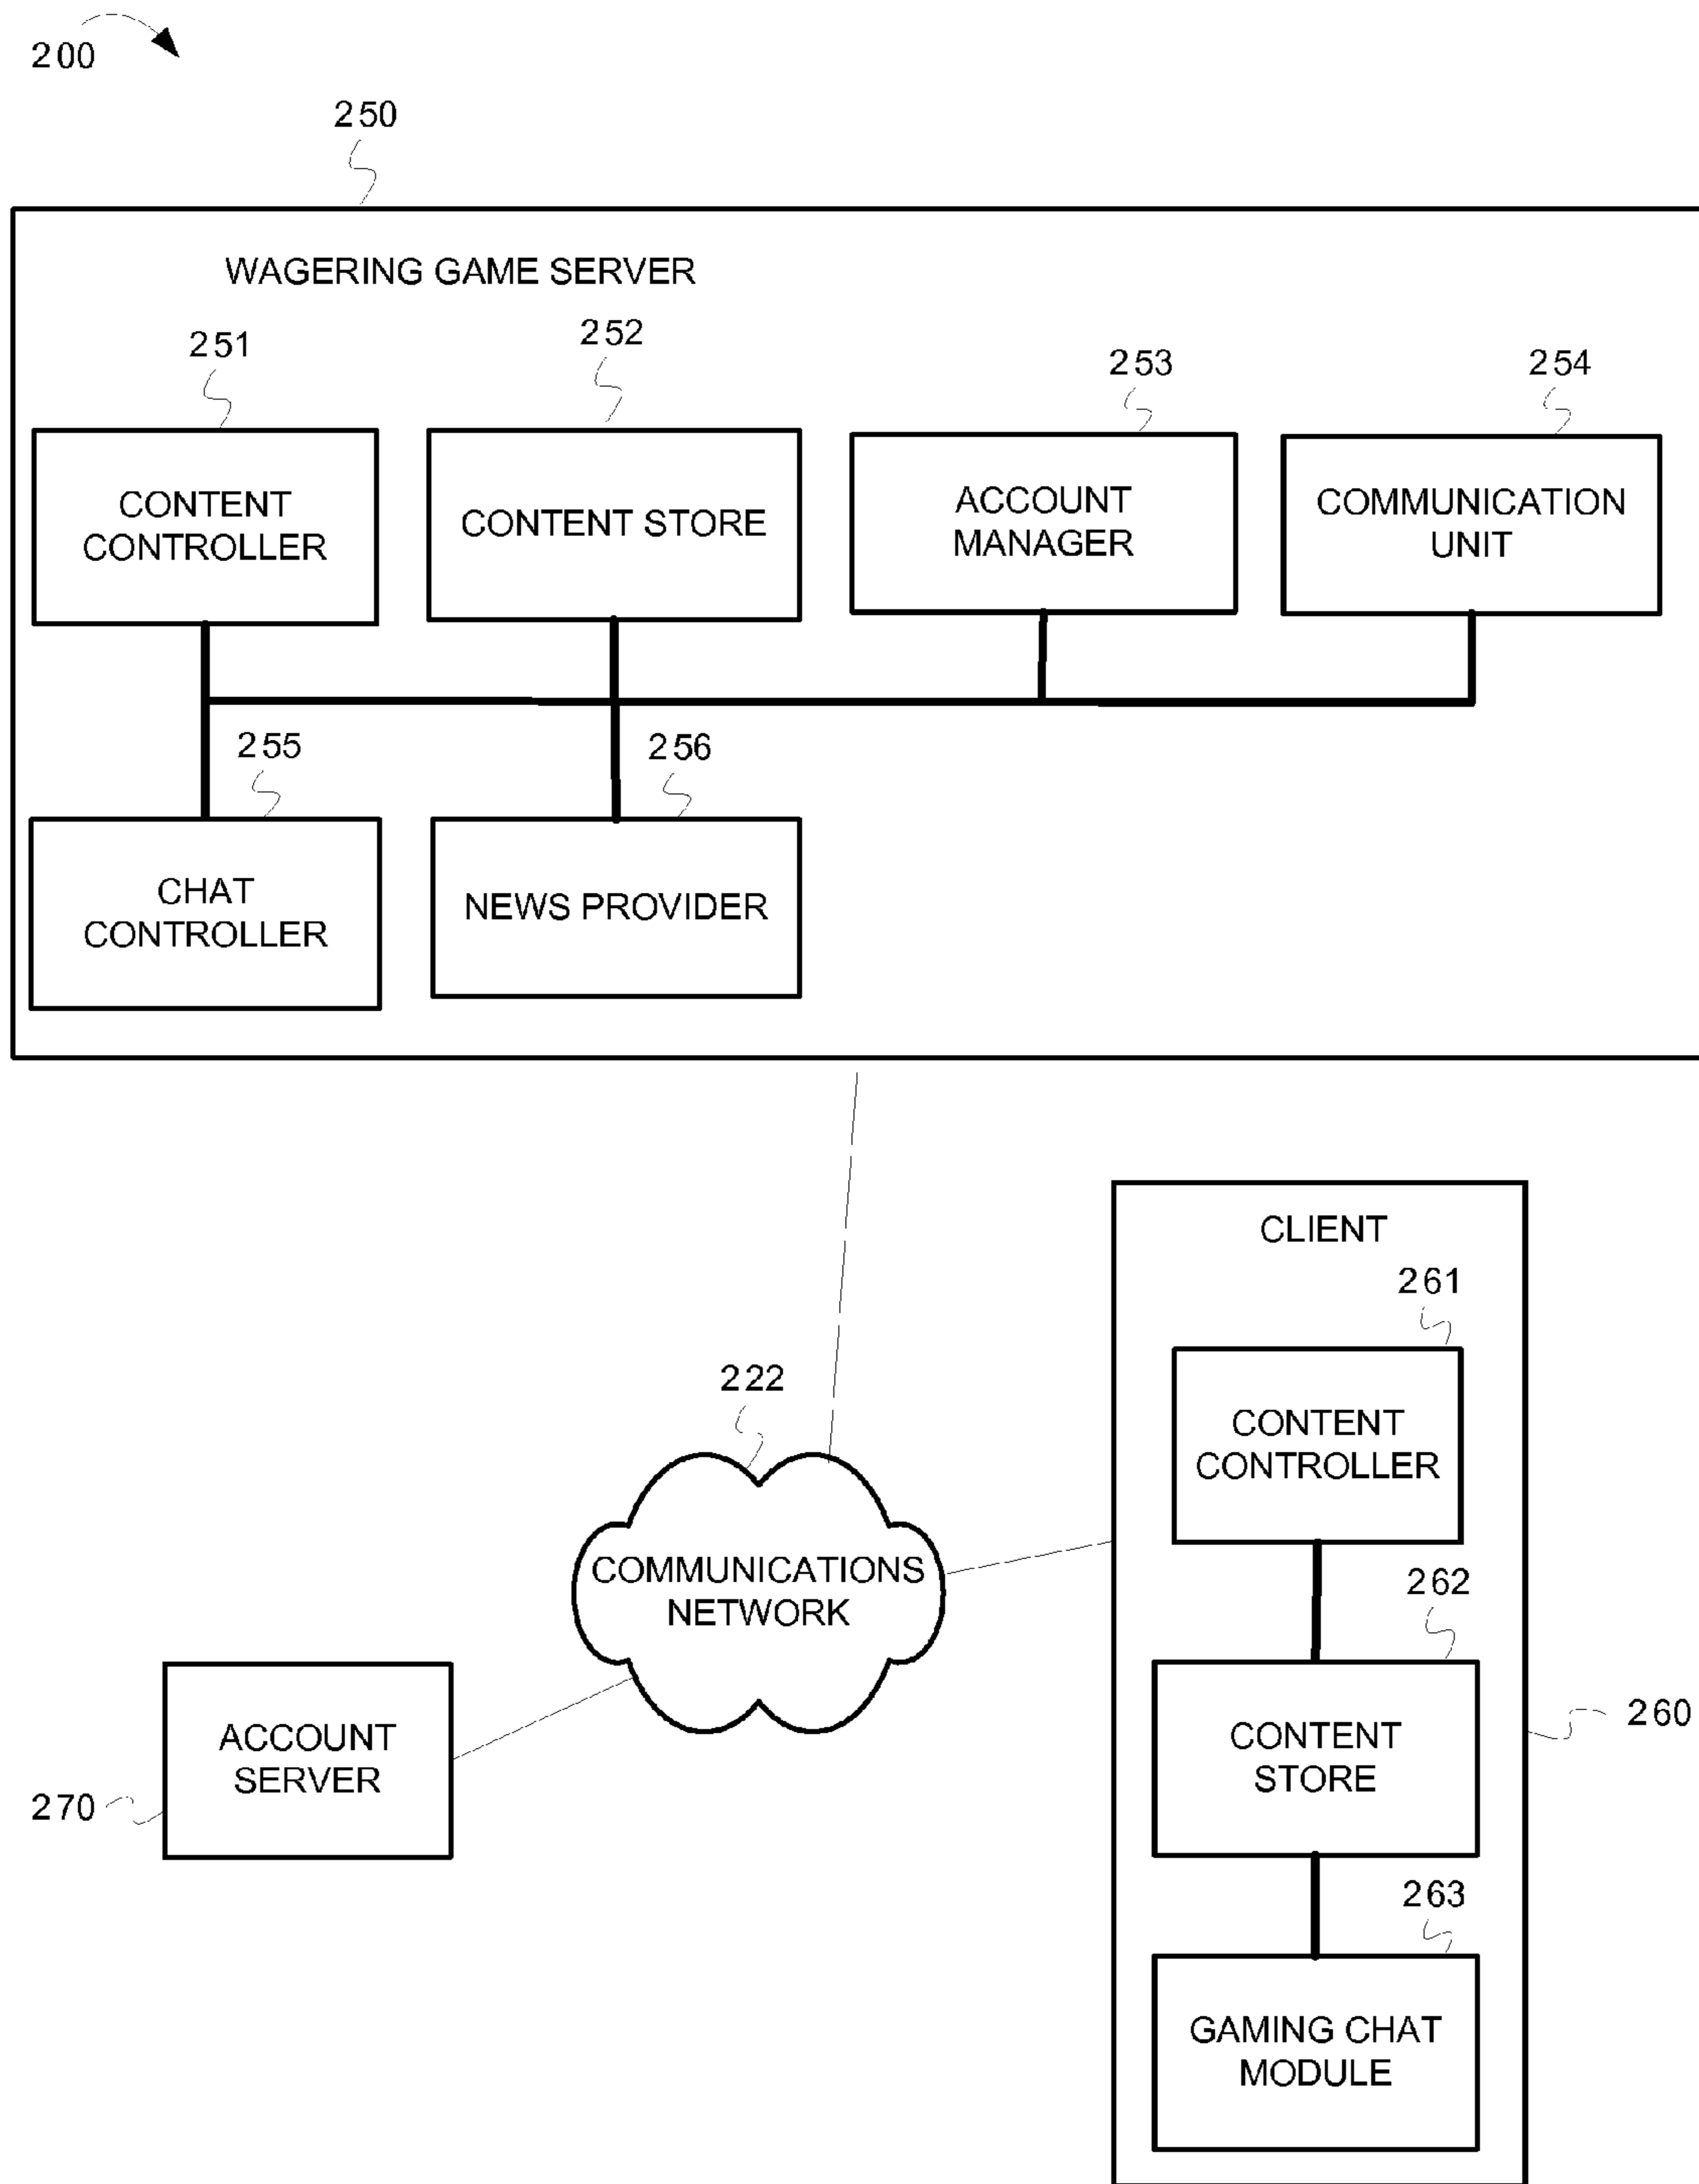 200
250
WAGERING GAME SERVER
251
252
253
254
CONTENT
CONTROLLER
CONTENT STORE
ACCOUNT
MANAGER
COMMUNICATION
UNIT
255
256
CHAT
CONTROLLER
NEWS PROVIDER
CLIENT
261
CONTENT
CONTROLLER
222
COMMUNICATIONS
NETWORK
262
CONTENT
STORE
260
ACCOUNT
SERVER
270
263
GAMING CHAT
MODULE